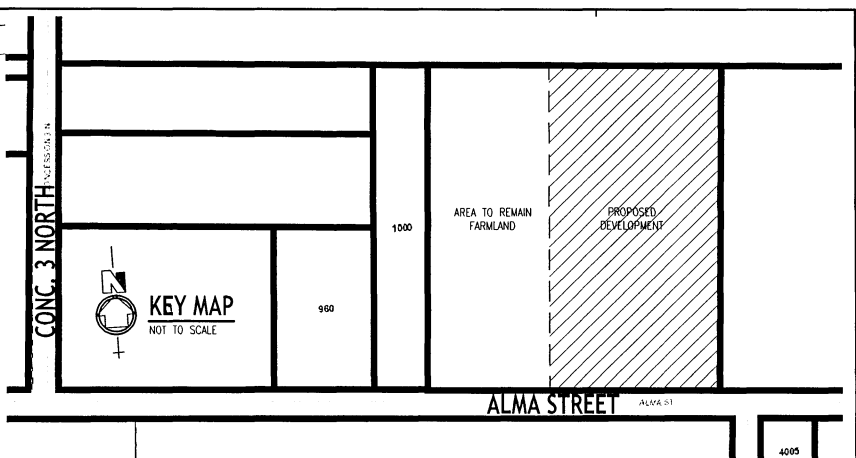 CONC. 3 NORTH
KEY MAP
NOT TO SCALE
960
1000
AREA TO REMAIN
FARMLAND
PROPOSED
DEVELOPMENT
ALMA STREET
ALMA ST
4005